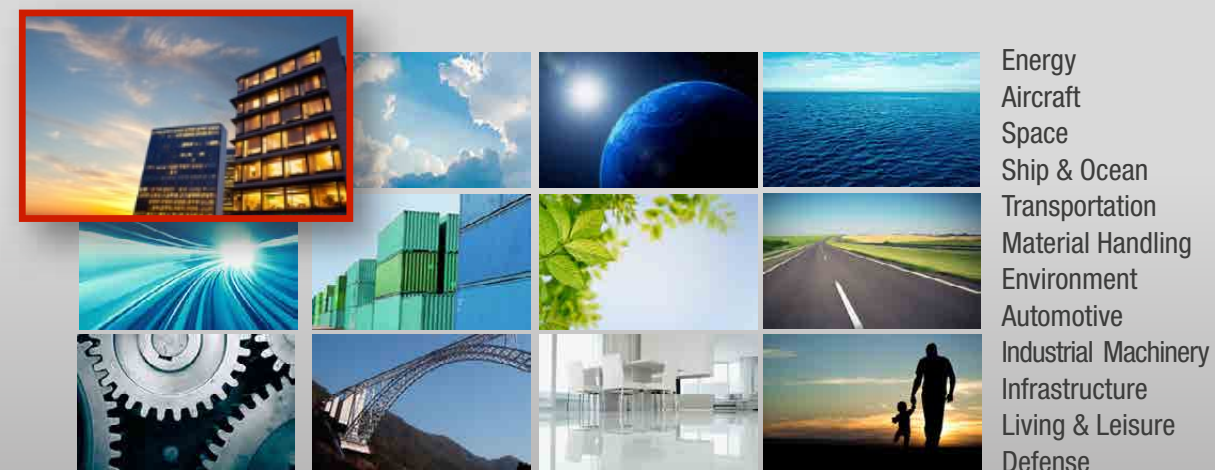 Energy
Aircraft
Space
Ship & Ocean
Transportation
Material Handling
Environment
Automotive
Industrial Machinery
Infrastructure
Living & Leisure
Defense